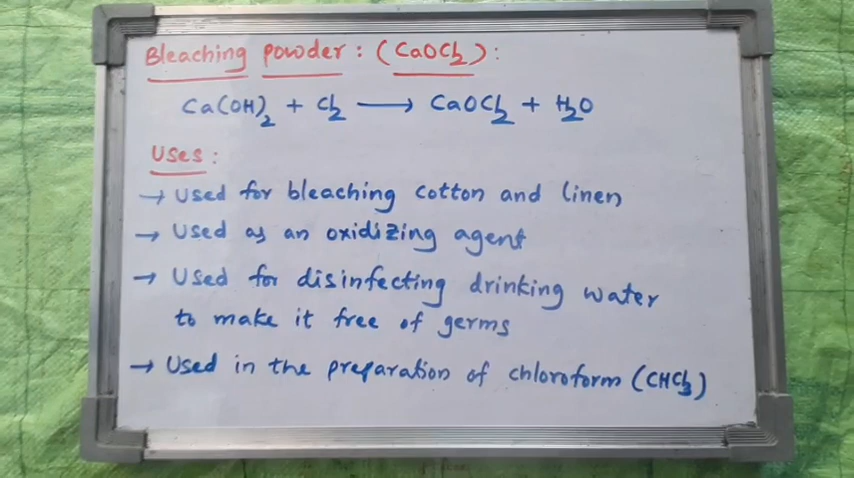 Bleaching powder : (CaOCl₂) :
Ca(OH)₂ + Cl₂ → CaOCl₂ + H₂O
Uses :
→ Used for bleaching cotton and linen
→ Used as an oxidizing agent
→ Used for disinfecting drinking water
to make it free of germs
→ Used in the preparation of chloroform (CHCl₃)